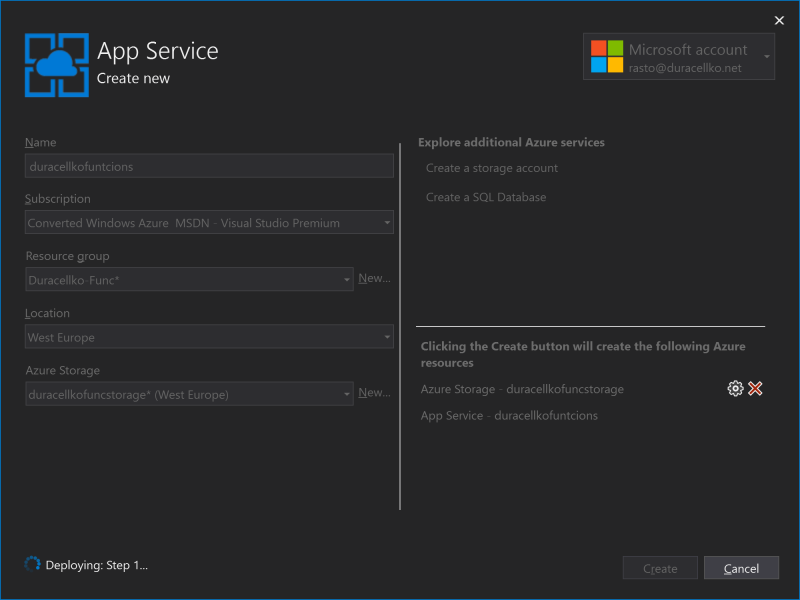 App Service
Create new
Microsoft account
rasto@duracellko.net
Name
duracellkofuntcions
Subscription
Converted Windows Azure MSDN - Visual Studio Premium
Resource group
Duracellko-Func*
New...
Location
West Europe
Azure Storage
duracellkofuncstorage* (West Europe)
New...
Explore additional Azure services
Create a storage account
Create a SQL Database
Clicking the Create button will create the following Azure
resources
Azure Storage - duracellkofuncstorage
App Service - duracellkofuntcions
Deploying: Step 1...
Create
Cancel